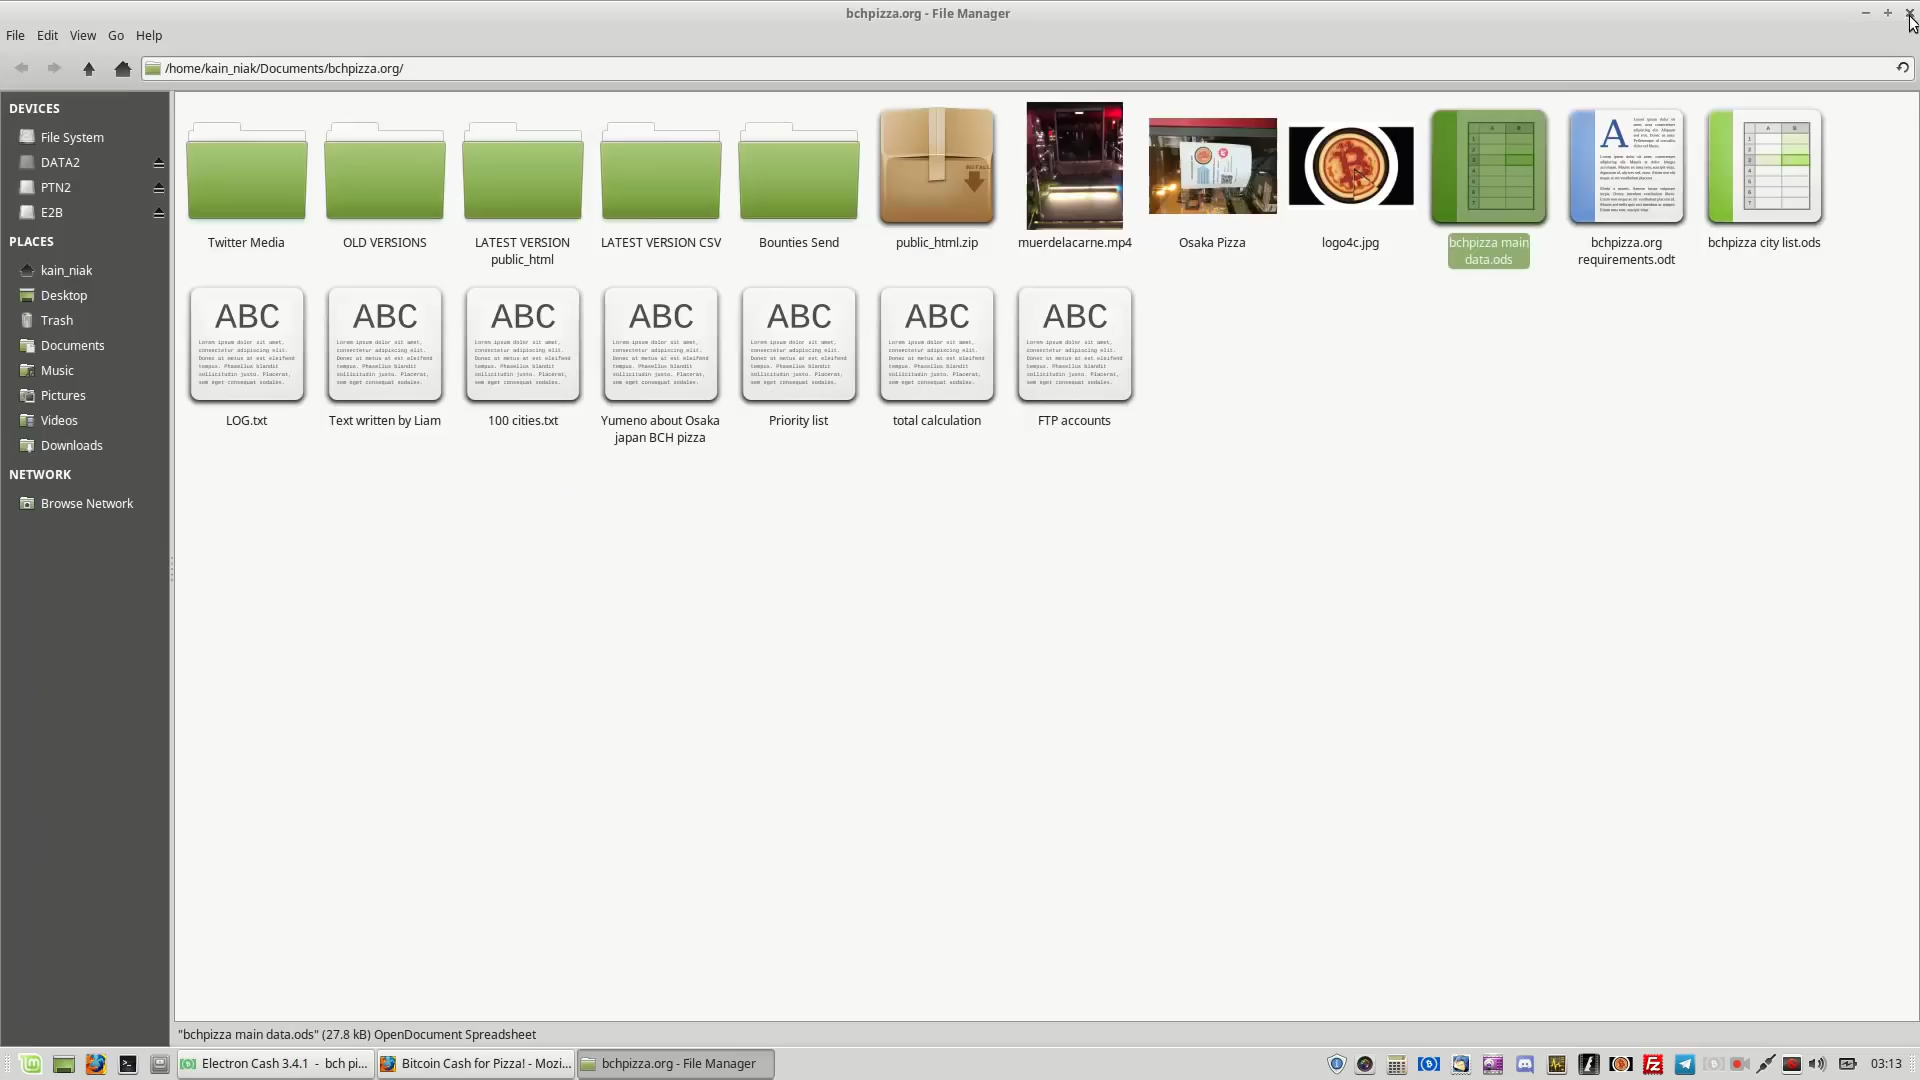 bchpizza.org - File Manager
File Edit View Go Help
/home/kain_niak/Documents/bchpizza.org/
DEVICES
File System
DATA2
PTN2
E2B
PLACES
kain_niak
Desktop
Trash
Documents
Music
Pictures
Videos
Downloads
NETWORK
Browse Network
Twitter Media
OLD VERSIONS
LATEST VERSION
public_html
LATEST VERSION CSV
Bounties Send
public_html.zip
muerdelacarne.mp4
Osaka Pizza
logo4c.jpg
bchpizza main
data.ods
bchpizza.org
requirements.odt
bchpizza city list.ods
ABC
LOG.txt
ABC
Text written by Liam
ABC
100 cities.txt
ABC
Yumeno about Osaka
japan BCH pizza
ABC
Priority list
ABC
total calculation
ABC
FTP accounts
"bchpizza main data.ods" (27.8 kB) OpenDocument Spreadsheet
Electron Cash 3.4.1 - bch pi...
Bitcoin Cash for Pizza! - Mozi...
bchpizza.org - File Manager
03:13